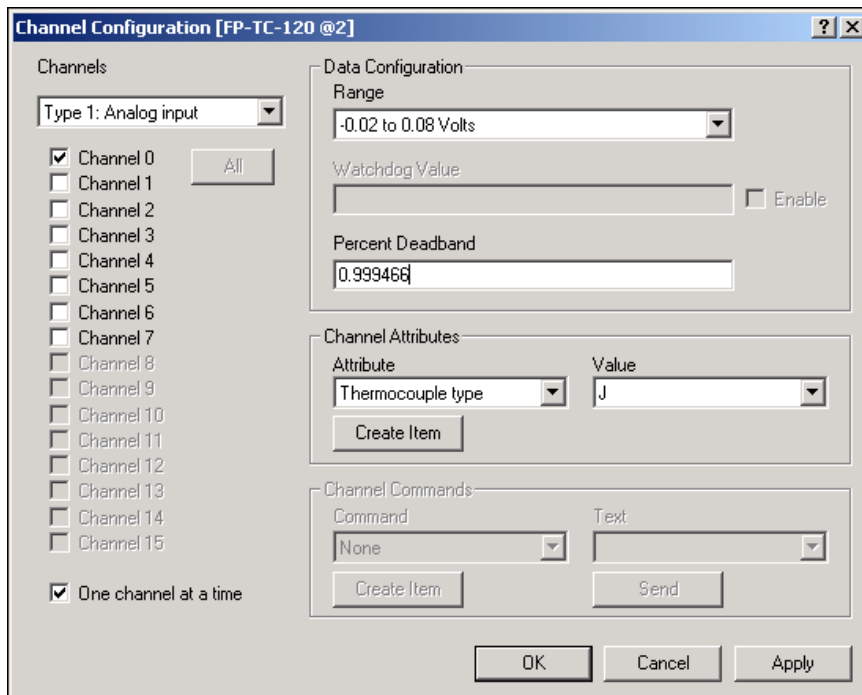 Channel Configuration [FP-TC-120 @2]
Channels
Type 1: Analog input
Channel 0
All
Channel 1
Channel 2
Channel 3
Channel 4
Channel 5
Channel 6
Channel 7
Channel 8
Channel 9
Channel 10
Channel 11
Channel 12
Channel 13
Channel 14
Channel 15
One channel at a time
Data Configuration
Range
-0.02 to 0.08 Volts
Watchdog Value
Enable
Percent Deadband
0.999466
Channel Attributes
Attribute Value
Thermocouple type J
Create Item
Channel Commands
Command Text
None
Create Item Send
OK Cancel Apply